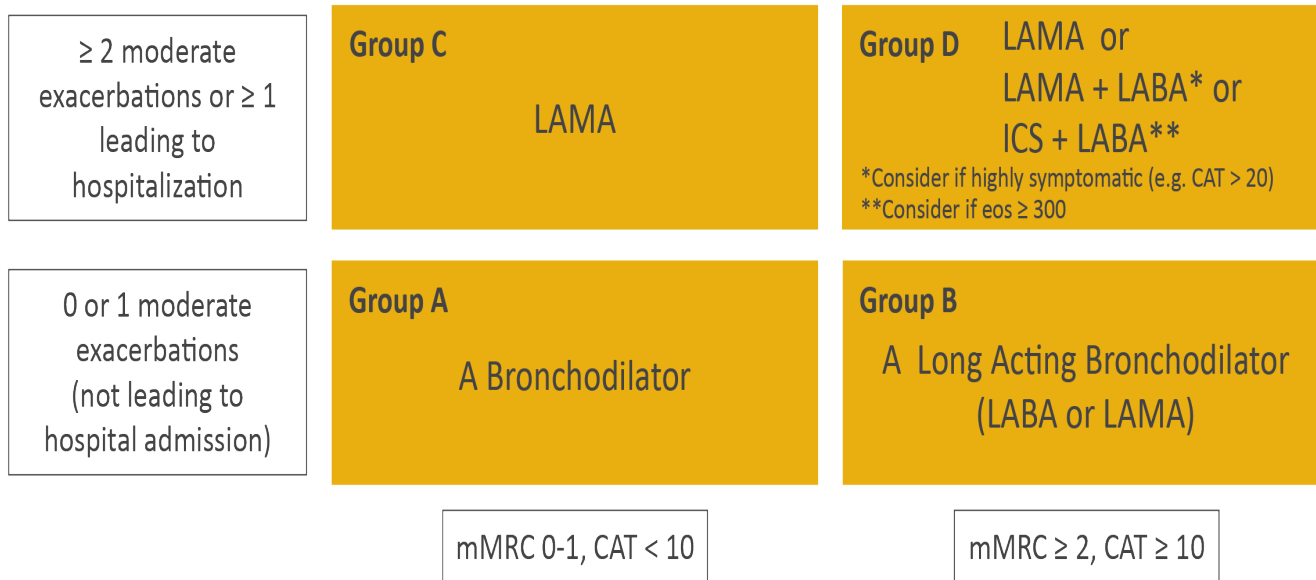 ≥ 2 moderate
exacerbations or ≥ 1
leading to
hospitalization
Group C
LAMA
Group D
LAMA or
LAMA + LABA* or
ICS + LABA**
*Consider if highly symptomatic (e.g. CAT > 20)
**Consider if eos ≥ 300
0 or 1 moderate
exacerbations
(not leading to
hospital admission)
Group A
A Bronchodilator
Group B
A Long Acting Bronchodilator
(LABA or LAMA)
mMRC 0-1, CAT < 10
mMRC ≥ 2, CAT ≥ 10